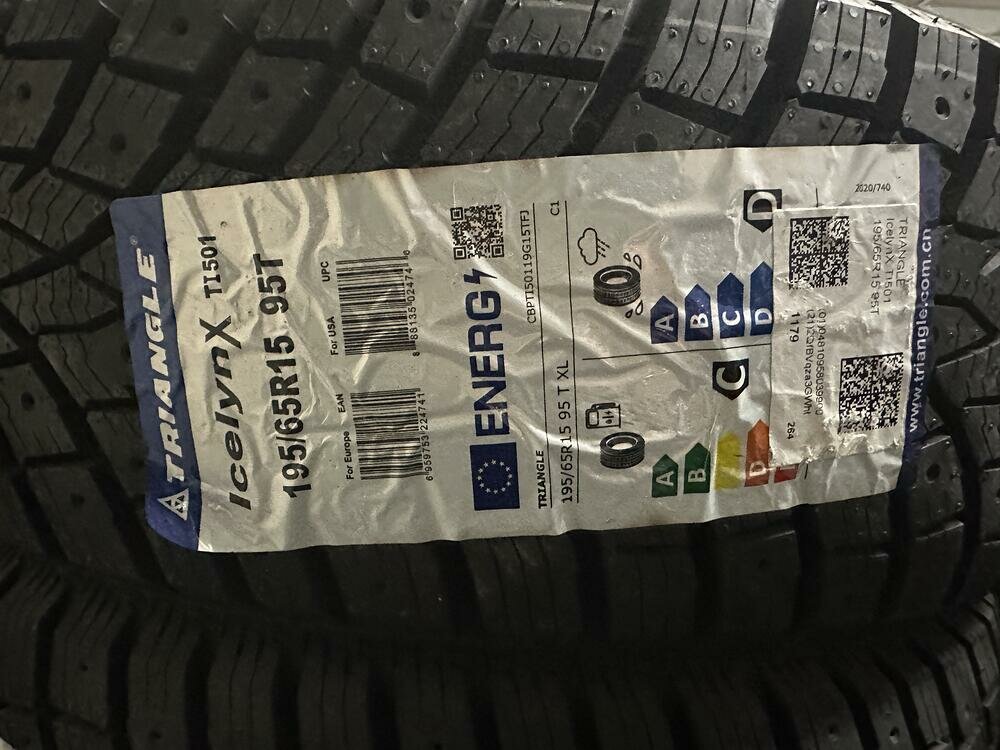 TRIANGLE®
IcelynX TI501
195/65R15 95T
For Europe EAN
6 959753 224741
For USA UPC
8 88135 02474 6
ENERG
TRIANGLE
CBPTI50119G15TFJ
195/65R15 95 T XL
C1
A
B
D
C
A
B
C
D
D
2020/740
TRIANGLE
IcelynX TI501
195/65R15 95T
1179
264
www.triangle.com.cn